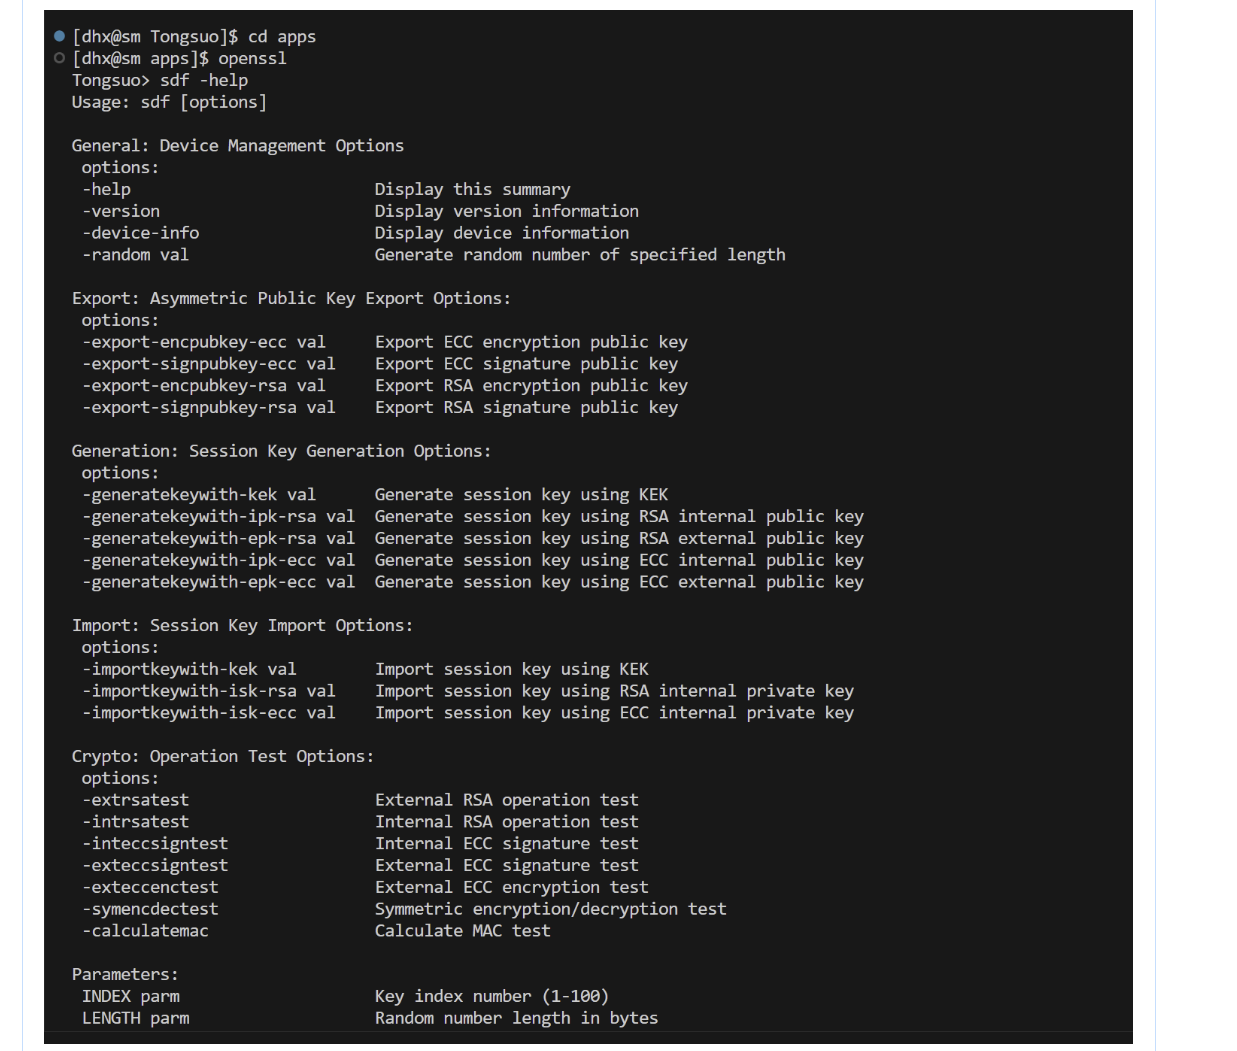 [dhx@sm Tongsuo]$ cd apps
[dhx@sm apps]$ openssl
Tongsuo> sdf -help
Usage: sdf [options]
General: Device Management Options
options:
-help Display this summary
-version Display version information
-device-info Display device information
-random val Generate random number of specified length
Export: Asymmetric Public Key Export Options:
options:
-export-encpubkey-ecc val Export ECC encryption public key
-export-signpubkey-ecc val Export ECC signature public key
-export-encpubkey-rsa val Export RSA encryption public key
-export-signpubkey-rsa val Export RSA signature public key
Generation: Session Key Generation Options:
options:
-generatekeywith-kek val Generate session key using KEK
-generatekeywith-ipk-rsa val Generate session key using RSA internal public key
-generatekeywith-epk-rsa val Generate session key using RSA external public key
-generatekeywith-ipk-ecc val Generate session key using ECC internal public key
-generatekeywith-epk-ecc val Generate session key using ECC external public key
Import: Session Key Import Options:
options:
-importkeywith-kek val Import session key using KEK
-importkeywith-isk-rsa val Import session key using RSA internal private key
-importkeywith-isk-ecc val Import session key using ECC internal private key
Crypto: Operation Test Options:
options:
-extrsatest External RSA operation test
-intrsatest Internal RSA operation test
-inteccsigntest Internal ECC signature test
-exteccsigntest External ECC signature test
-exteccenctest External ECC encryption test
-symencdectest Symmetric encryption/decryption test
-calculatemac Calculate MAC test
Parameters:
INDEX parm Key index number (1-100)
LENGTH parm Random number length in bytes